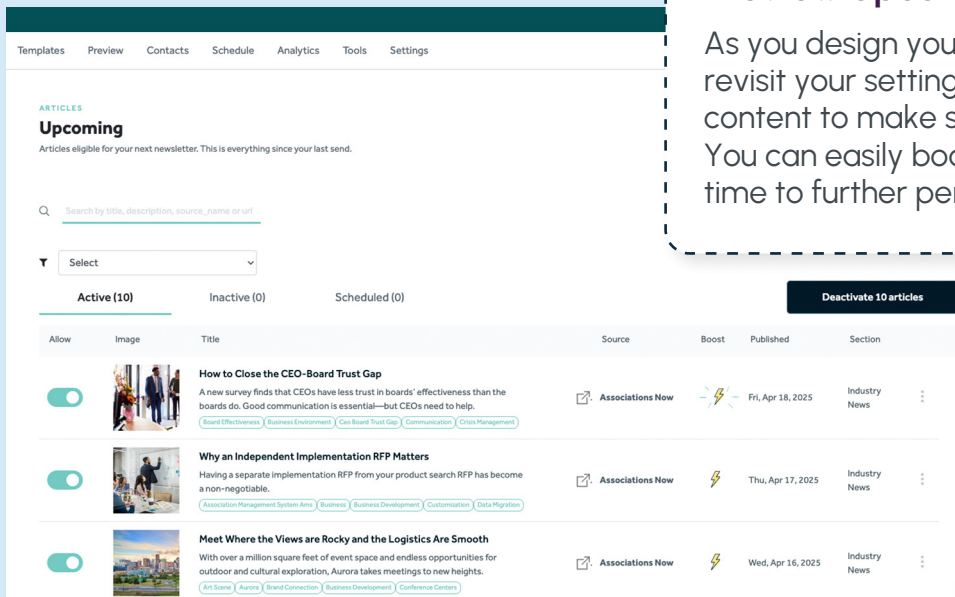 As you design you
revisit your setting
content to make s
You can easily boo
time to further per
Templates Preview Contacts Schedule Analytics Tools Settings
ARTICLES
Upcoming
Articles eligible for your next newsletter. This is everything since your last send.
Search by title, description, source_name or url
Select
Active (10) Inactive (0) Scheduled (0)
Deactivate 10 articles
Allow Image Title Source Boost Published Section
How to Close the CEO-Board Trust Gap
A new survey finds that CEOs have less trust in boards' effectiveness than the
boards do. Good communication is essential—but CEOs need to help.
Board Effectiveness Business Environment Ceo Board Trust Gap Communication Crisis Management
Associations Now
Fri, Apr 18, 2025
Industry
News
Why an Independent Implementation RFP Matters
Having a separate implementation RFP from your product search RFP has become
a non-negotiable.
Association Management System Ams Business Business Development Customisation Data Migration
Associations Now
Thu, Apr 17, 2025
Industry
News
Meet Where the Views are Rocky and the Logistics Are Smooth
With over a million square feet of event space and endless opportunities for
outdoor and cultural exploration, Aurora takes meetings to new heights.
Art Scene Aurora Brand Connection Business Development Conference Centers
Associations Now
Wed, Apr 16, 2025
Industry
News